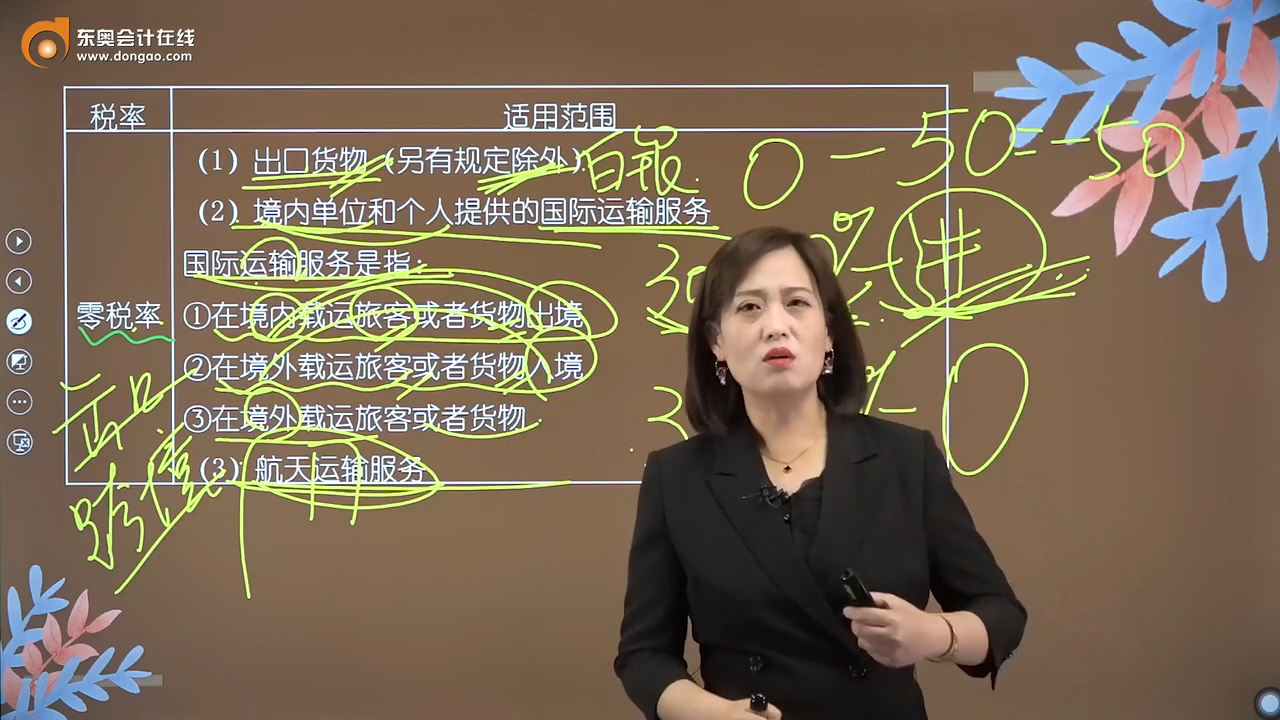 东奥会计在线
www.dongao.com
税率 适用范围
(1) 出口货物 (另有规定除外) 白银
0 - 50 = -50
(2) 境内单位和个人提供的国际运输服务
国际运输服务是指：
零税率
①在境内载运旅客或者货物出境
②在境外载运旅客或者货物入境
③在境外载运旅客或者货物
(3) 航天运输服务